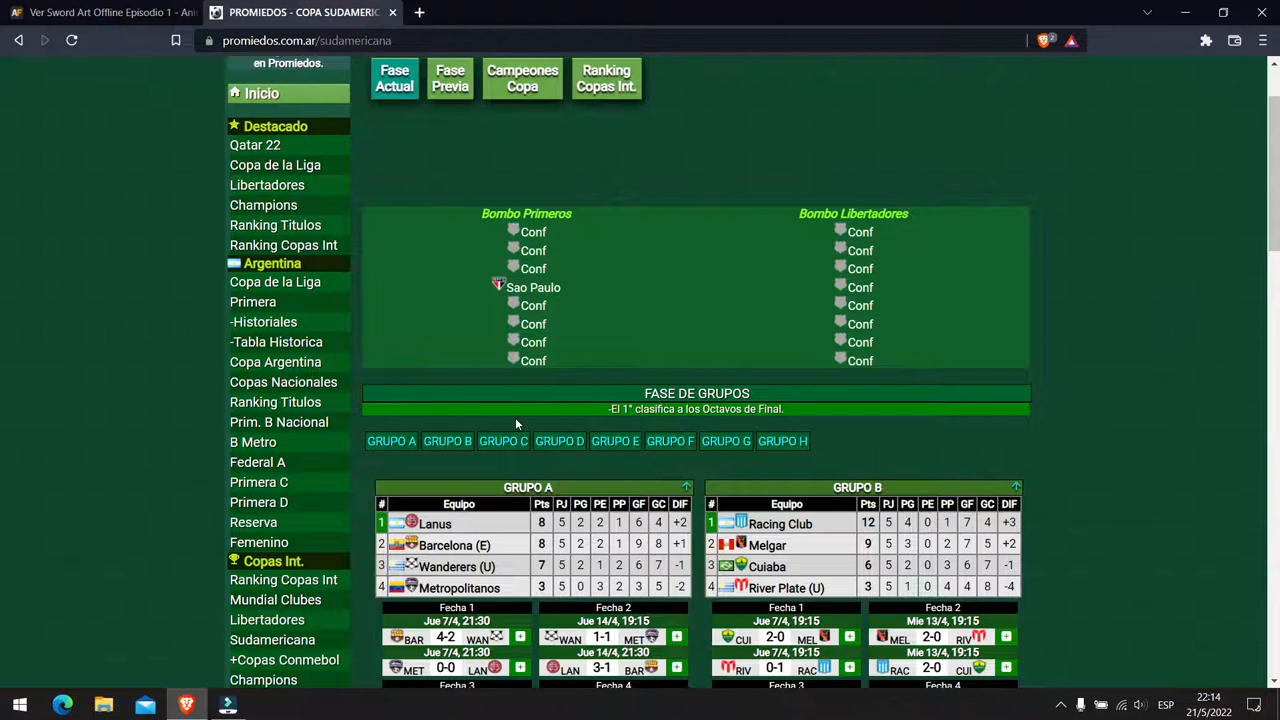 Ver Sword Art Offline Episodio 1 - Ani
PROMIEDOS - COPA SUDAMERIC
promiedos.com.ar/sudamericana
2
en Promiedos.
Inicio
Destacado
Qatar 22
Copa de la Liga
Libertadores
Champions
Ranking Titulos
Ranking Copas Int
Argentina
Copa de la Liga
Primera
-Historiales
-Tabla Historica
Copa Argentina
Copas Nacionales
Ranking Titulos
Prim. B Nacional
B Metro
Federal A
Primera C
Primera D
Reserva
Femenino
Copas Int.
Ranking Copas Int
Mundial Clubes
Libertadores
Sudamericana
+Copas Conmebol
Champions
Fase Actual
Fase Previa
Campeones Copa
Ranking Copas Int.
Bombo Primeros
Conf
Conf
Conf
Sao Paulo
Conf
Conf
Conf
Conf
Bombo Libertadores
Conf
Conf
Conf
Conf
Conf
Conf
Conf
Conf
FASE DE GRUPOS
-El 1° clasifica a los Octavos de Final.
GRUPO A GRUPO B GRUPO C GRUPO D GRUPO E GRUPO F GRUPO G GRUPO H
GRUPO A
# Equipo Pts PJ PG PE PP GF GC DIF
1 Lanus 8 5 2 2 1 6 4 +2
2 Barcelona (E) 8 5 2 2 1 9 8 +1
3 Wanderers (U) 7 5 2 1 2 6 7 -1
4 Metropolitanos 3 5 0 3 2 3 5 -2
Fecha 1 Fecha 2
Jue 7/4, 21:30 Jue 14/4, 19:15
BAR 4-2 WAN WAN 1-1 MET
Jue 7/4, 21:30 Jue 14/4, 21:30
MET 0-0 LAN LAN 3-1 BAR
Fecha 3 Fecha 4
GRUPO B
# Equipo Pts PJ PG PE PP GF GC DIF
1 Racing Club 12 5 4 0 1 7 4 +3
2 Melgar 9 5 3 0 2 7 5 +2
3 Cuiaba 6 5 2 0 3 6 7 -1
4 River Plate (U) 3 5 1 0 4 4 8 -4
Fecha 1 Fecha 2
Jue 7/4, 19:15 Mie 13/4, 19:15
CUI 2-0 MEL MEL 2-0 RIV
Jue 7/4, 19:15 Mie 13/4, 19:15
RIV 0-1 RAC RAC 2-0 CUI
Fecha 3 Fecha 4
ESP
22:14
21/5/2022